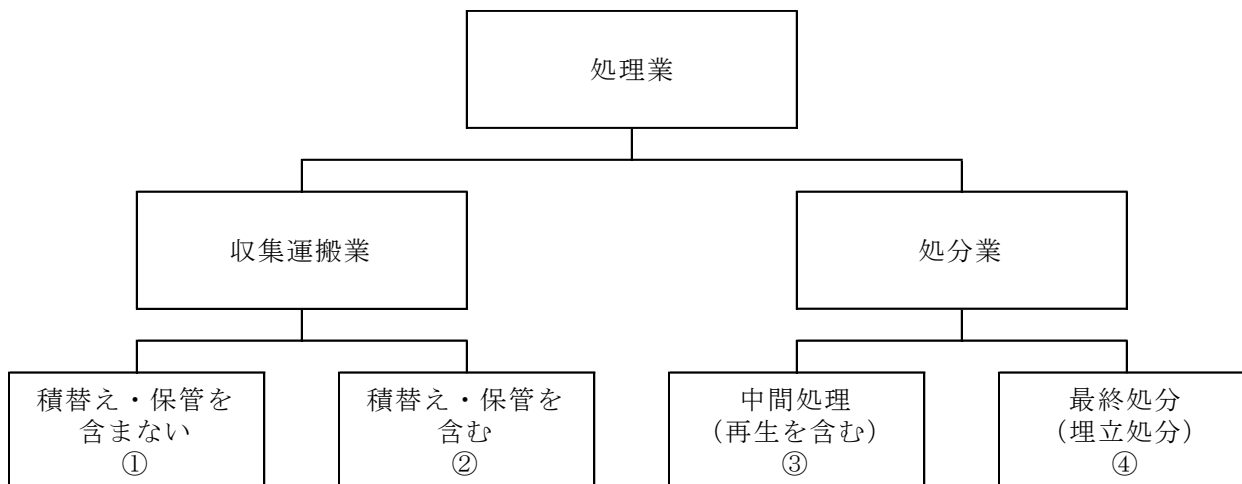 処理業
収集運搬業
処分業
積替え・保管を
含まない
①
積替え・保管を
含む
②
中間処理
(再生を含む)
③
最終処分
(埋立処分)
④